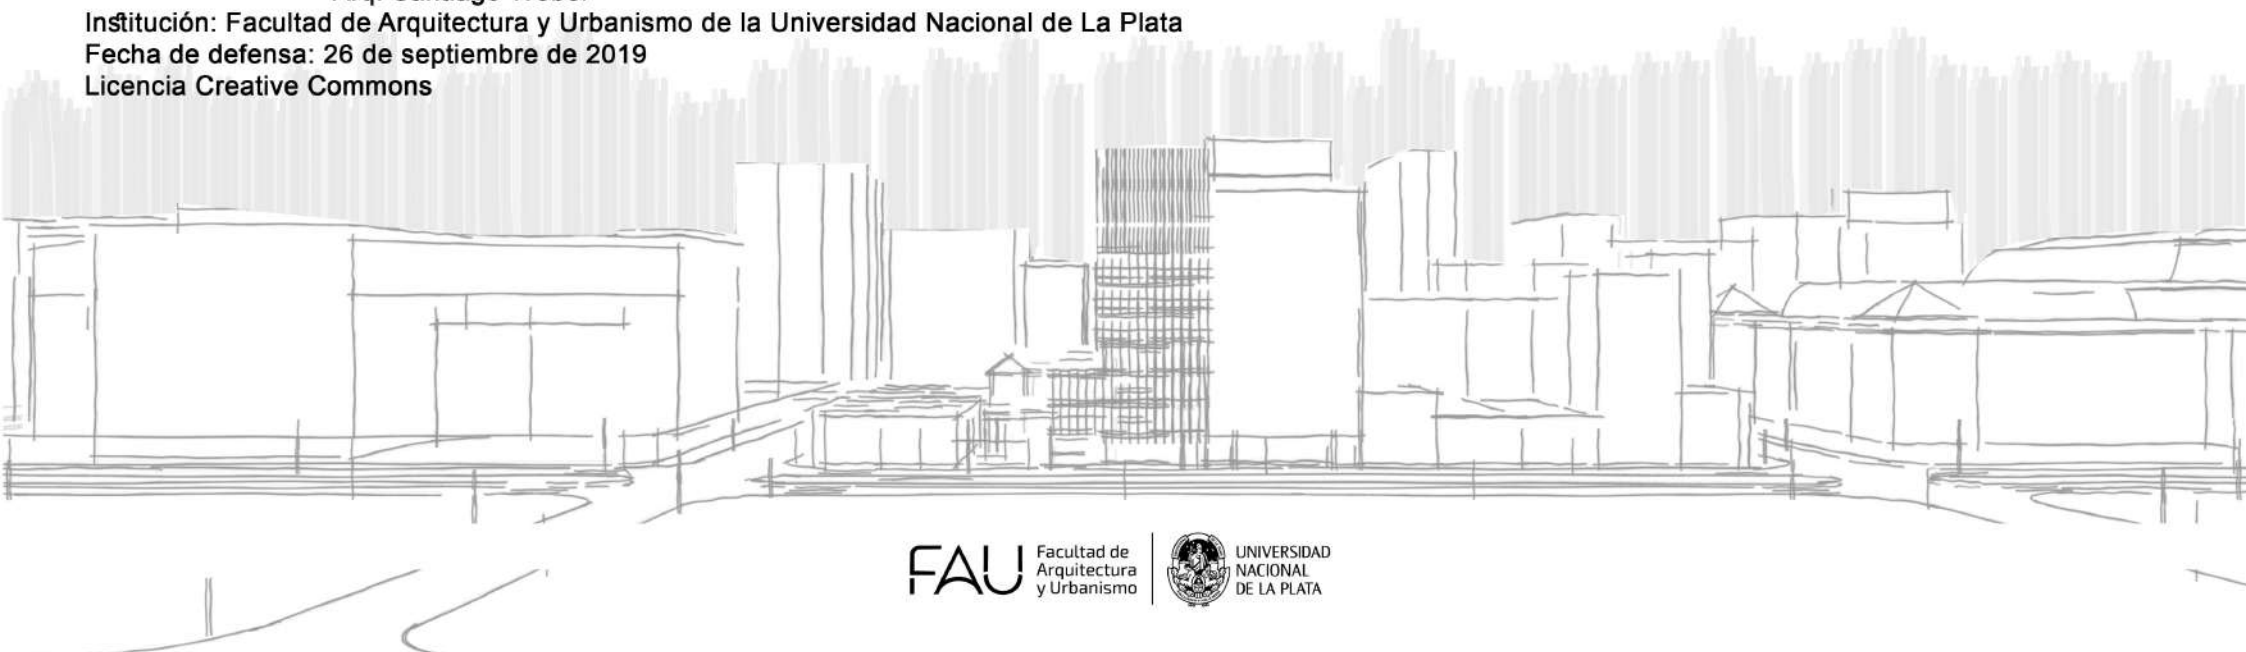 Institución: Facultad de Arquitectura y Urbanismo de la Universidad Nacional de La Plata
Fecha de defensa: 26 de septiembre de 2019
Licencia Creative Commons
FAU
Facultad de
Arquitectura
y Urbanismo
UNIVERSIDAD
NACIONAL
DE LA PLATA